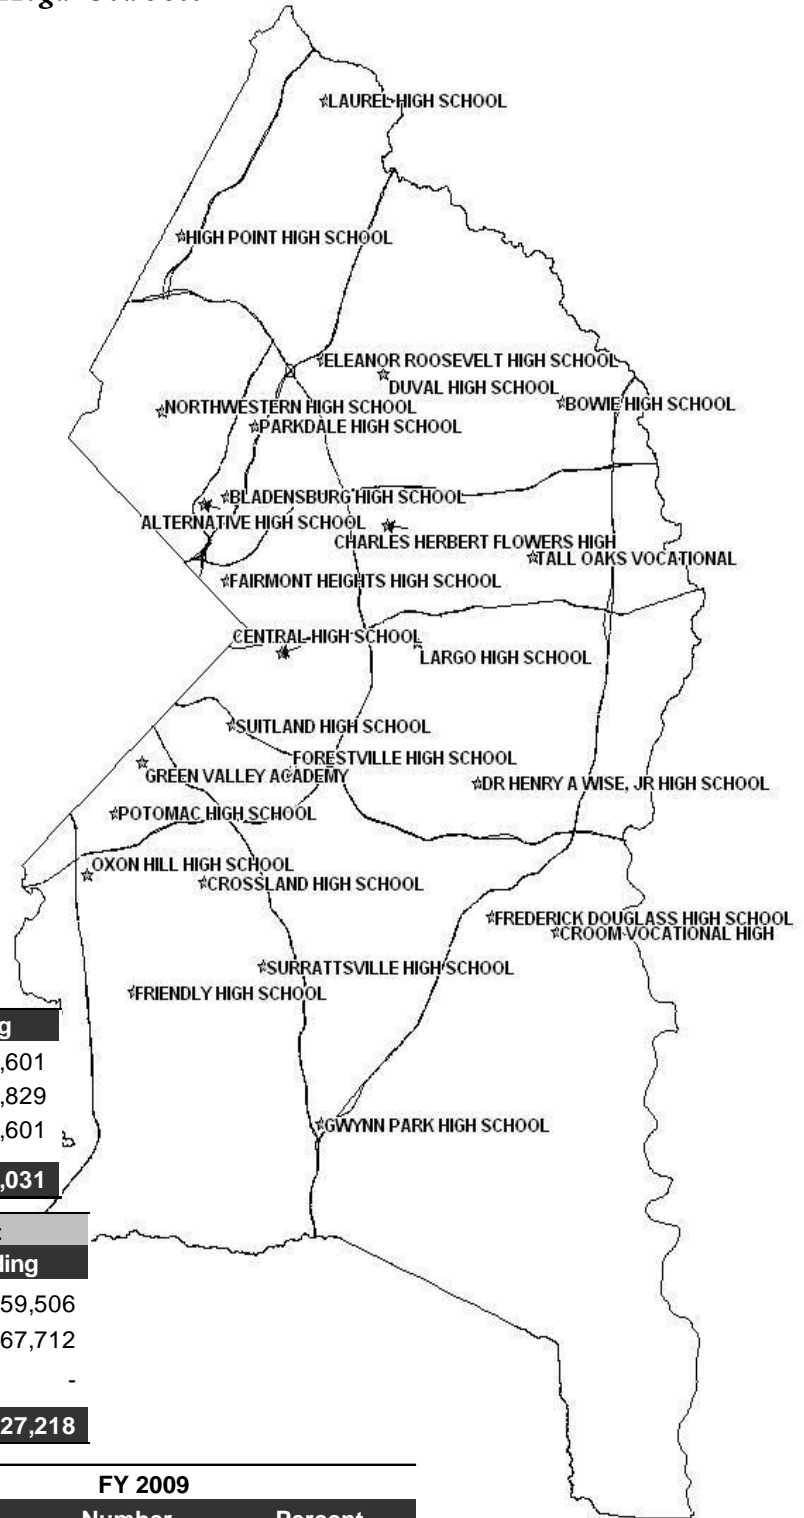 LAUREL HIGH SCHOOL
HIGH POINT HIGH SCHOOL
ELEANOR ROOSEVELT HIGH SCHOOL
DUVAL HIGH SCHOOL
BOWIE HIGH SCHOOL
NORTHWESTERN HIGH SCHOOL
PARKDALE HIGH SCHOOL
BLADENSBURG HIGH SCHOOL
ALTERNATIVE HIGH SCHOOL
CHARLES HERBERT FLOWERS HIGH
TALL OAKS VOCATIONAL
FAIRMONT HEIGHTS HIGH SCHOOL
CENTRAL HIGH SCHOOL
LARGO HIGH SCHOOL
SUITLAND HIGH SCHOOL
FORESTVILLE HIGH SCHOOL
GREEN VALLEY ACADEMY
DR HENRY A WISE, JR HIGH SCHOOL
POTOMAC HIGH SCHOOL
OXON HILL HIGH SCHOOL
CROSSLAND HIGH SCHOOL
FREDERICK DOUGLASS HIGH SCHOOL
CROOM VOCATIONAL HIGH
SURRATTSVILLE HIGH SCHOOL
FRIENDLY HIGH SCHOOL
g
,601
,829
,601
GWYNN PARK HIGH SCHOOL
,031
ding
59,506
67,712
-
27,218
FY 2009
Number Percent